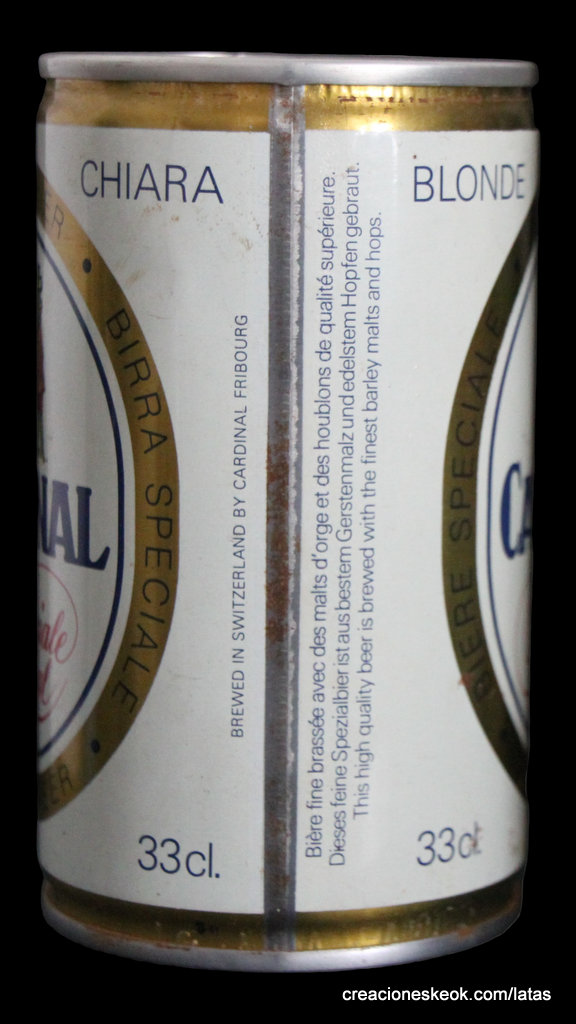 CHIARA
BLONDE
BIRRA SPECIALE
BREWED IN SWITZERLAND BY CARDINAL FRIBOURG
Bière fine brassée avec des malts d'orge et des houblons de qualité supérieure.
Dieses feine Spezialbier ist aus bestem Gerstenmalz und edelstem Hopfen gebraut.
This high quality beer is brewed with the finest barley malts and hops.
BIÈRE SPECIALE
33cl.
33cl
creacioneskeok.com/latas